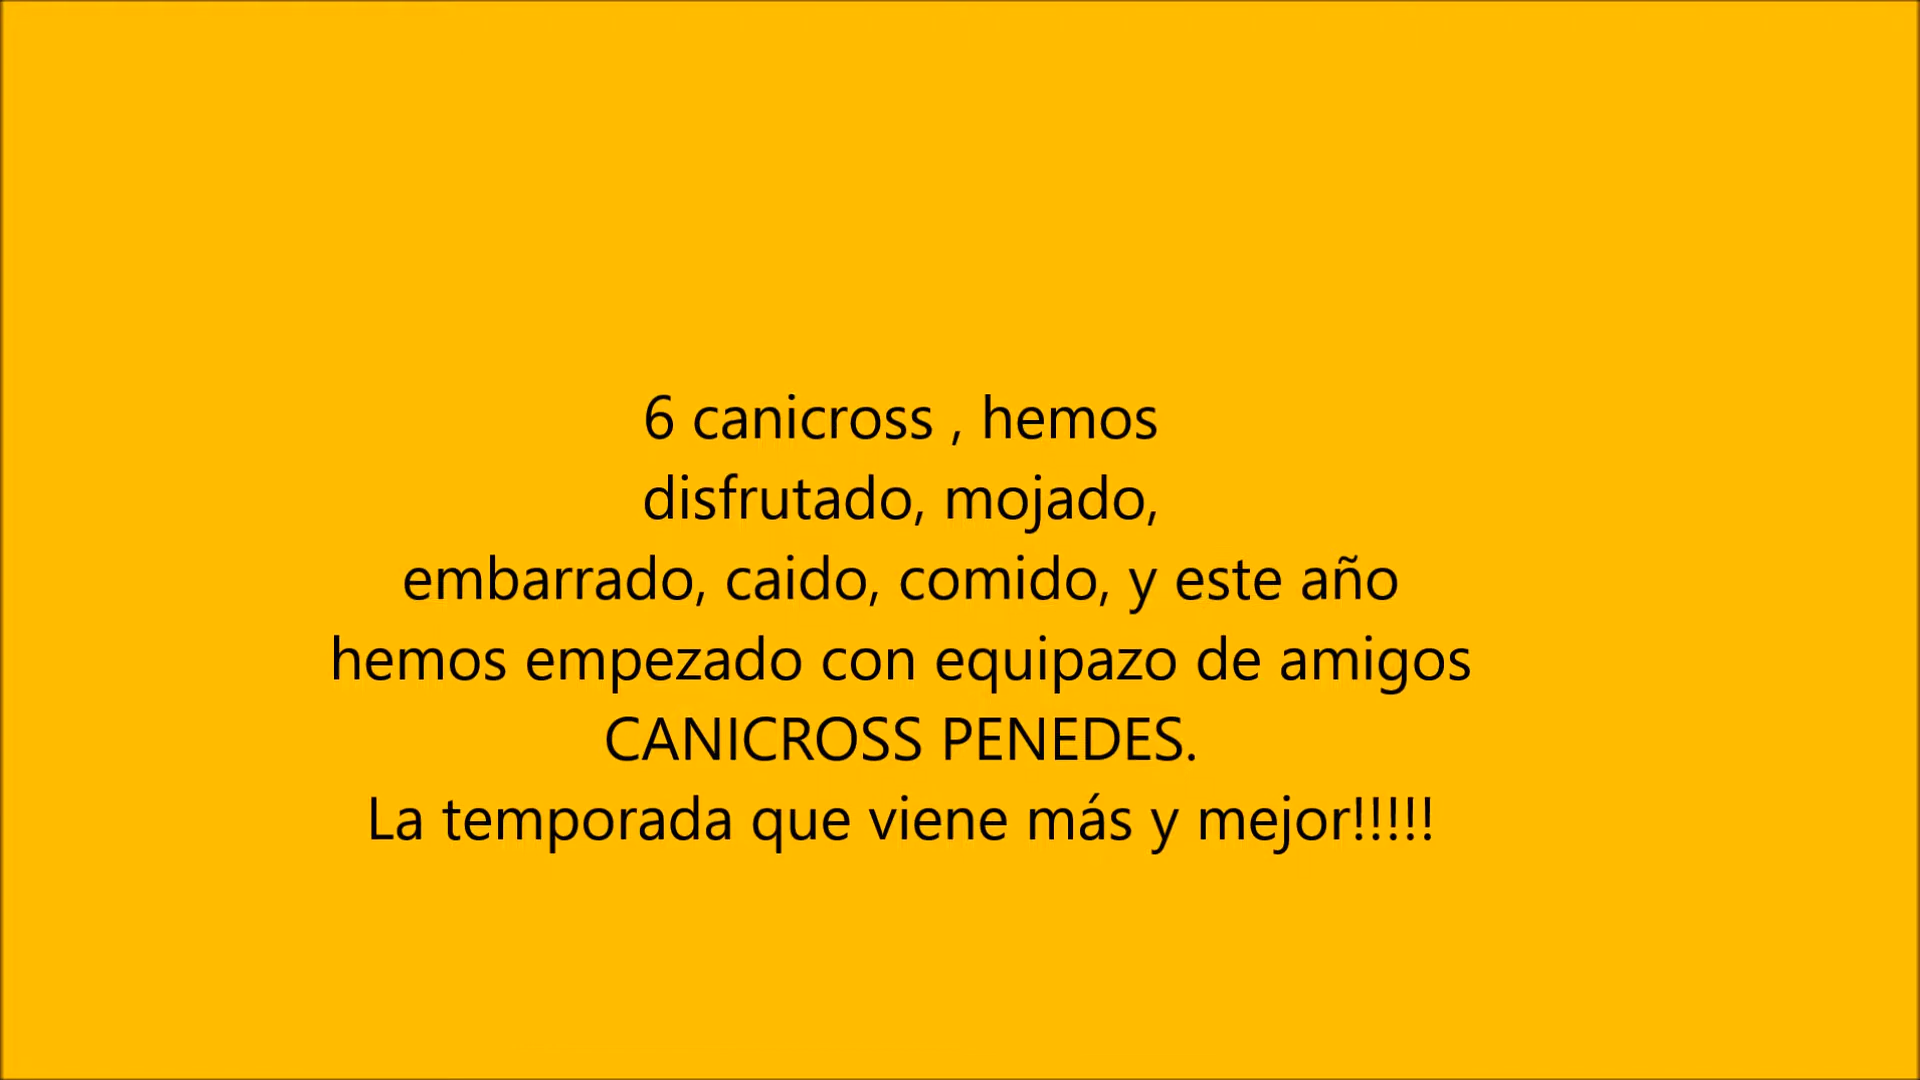 6 canicross , hemos
disfrutado, mojado,
embarrado, caido, comido, y este año
hemos empezado con equipazo de amigos
CANICROSS PENEDES.
La temporada que viene más y mejor!!!!!